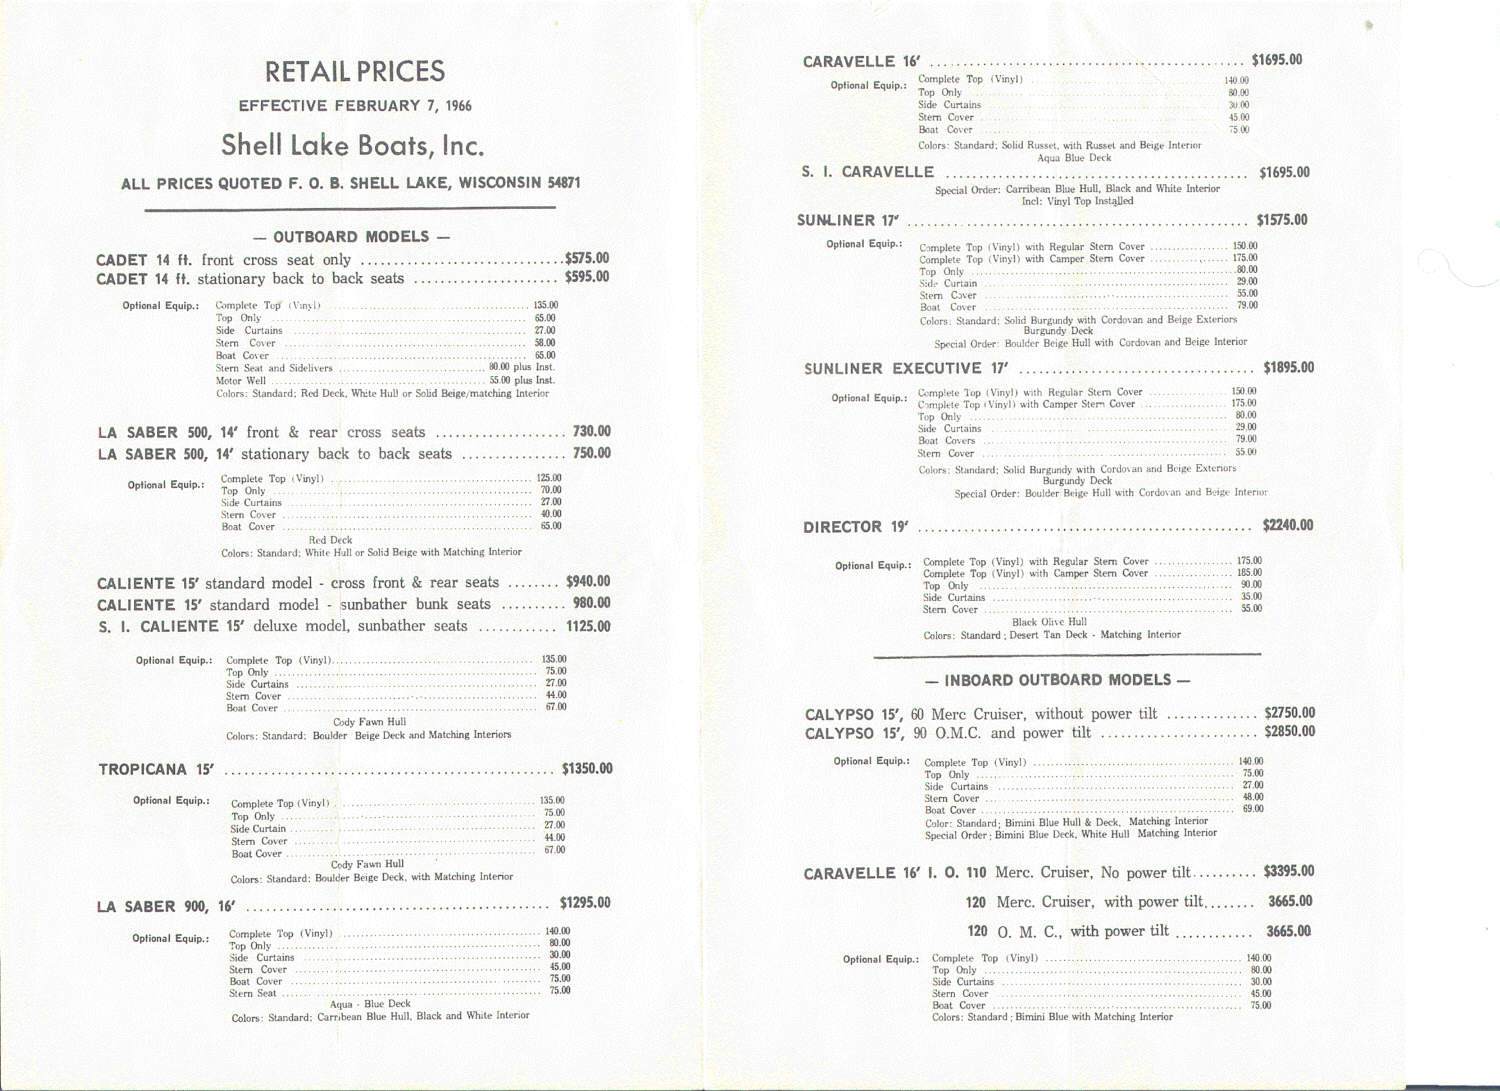 RETAIL PRICES
EFFECTIVE FEBRUARY 7, 1966
Shell Lake Boats, Inc.
ALL PRICES QUOTED F. O. B. SHELL LAKE, WISCONSIN 54871
— OUTBOARD MODELS —
CADET 14 ft. front cross seat only ............................... $575.00
CADET 14 ft. stationary back to back seats ...................... $595.00
Optional Equip.: Complete Top (Vinyl) ........ 135.00
Top Only ........ 65.00
Side Curtains ........ 27.00
Stern Cover ........ 58.00
Boat Cover ........ 65.00
Stern Seat and Sidelivers ........ 80.00 plus Inst.
Motor Well ........ 55.00 plus Inst.
Colors: Standard; Red Deck, White Hull or Solid Beige/matching Interior
LA SABER 500, 14' front & rear cross seats .................... 730.00
LA SABER 500, 14' stationary back to back seats ................ 750.00
Optional Equip.: Complete Top (Vinyl) ........ 125.00
Top Only ........ 70.00
Side Curtains ........ 27.00
Stern Cover ........ 40.00
Boat Cover ........ 65.00
Red Deck
Colors: Standard; White Hull or Solid Beige with Matching Interior
CALIENTE 15' standard model - cross front & rear seats ........ $940.00
CALIENTE 15' standard model - sunbather bunk seats .......... 980.00
S. I. CALIENTE 15' deluxe model, sunbather seats ............ 1125.00
Optional Equip.: Complete Top (Vinyl) ........ 135.00
Top Only ........ 75.00
Side Curtains ........ 27.00
Stern Cover ........ 44.00
Boat Cover ........ 67.00
Cody Fawn Hull
Colors: Standard: Boulder Beige Deck and Matching Interiors
TROPICANA 15' .................................................. $1350.00
Optional Equip.: Complete Top (Vinyl) ........ 135.00
Top Only ........ 75.00
Side Curtain ........ 27.00
Stern Cover ........ 44.00
Boat Cover ........ 67.00
Cody Fawn Hull
Colors: Standard: Boulder Beige Deck, with Matching Interior
LA SABER 900, 16' ............................................... $1295.00
Optional Equip.: Complete Top (Vinyl) ........ 140.00
Top Only ........ 80.00
Side Curtains ........ 30.00
Stern Cover ........ 45.00
Boat Cover ........ 75.00
Stern Seat ........ 75.00
Aqua - Blue Deck
Colors: Standard: Carribean Blue Hull, Black and White Interior
CARAVELLE 16' ................................................ $1695.00
Optional Equip.: Complete Top (Vinyl) ........ 140.00
Top Only ........ 80.00
Side Curtains ........ 30.00
Stern Cover ........ 45.00
Boat Cover ........ 75.00
Colors: Standard; Solid Russet, with Russet and Beige Interior
Aqua Blue Deck
S. I. CARAVELLE .............................................. $1695.00
Special Order: Carribean Blue Hull, Black and White Interior
Incl: Vinyl Top Installed
SUNLINER 17' .................................................... $1575.00
Optional Equip.: Complete Top (Vinyl) with Regular Stern Cover ........ 150.00
Complete Top (Vinyl) with Camper Stern Cover ........ 175.00
Top Only ........ 80.00
Side Curtain ........ 29.00
Stern Cover ........ 55.00
Boat Cover ........ 79.00
Colors: Standard: Solid Burgundy with Cordovan and Beige Exteriors
Burgundy Deck
Special Order: Boulder Beige Hull with Cordovan and Beige Interior
SUNLINER EXECUTIVE 17' .................................... $1895.00
Optional Equip.: Complete Top (Vinyl) with Regular Stern Cover ........ 150.00
Complete Top (Vinyl) with Camper Stern Cover ........ 175.00
Top Only ........ 80.00
Side Curtains ........ 29.00
Boat Covers ........ 79.00
Stern Cover ........ 55.00
Colors: Standard; Solid Burgundy with Cordovan and Beige Exteriors
Burgundy Deck
Special Order: Boulder Beige Hull with Cordovan and Beige Interior
DIRECTOR 19' ................................................... $2240.00
Optional Equip.: Complete Top (Vinyl) with Regular Stern Cover ........ 175.00
Complete Top (Vinyl) with Camper Stern Cover ........ 185.00
Top Only ........ 90.00
Side Curtains ........ 35.00
Stern Cover ........ 55.00
Black Olive Hull
Colors: Standard; Desert Tan Deck - Matching Interior
— INBOARD OUTBOARD MODELS —
CALYPSO 15', 60 Merc Cruiser, without power tilt .............. $2750.00
CALYPSO 15', 90 O.M.C. and power tilt ........................ $2850.00
Optional Equip.: Complete Top (Vinyl) ........ 140.00
Top Only ........ 75.00
Side Curtains ........ 27.00
Stern Cover ........ 48.00
Boat Cover ........ 69.00
Color: Standard; Bimini Blue Hull & Deck, Matching Interior
Special Order; Bimini Blue Deck, White Hull Matching Interior
CARAVELLE 16' I. O. 110 Merc. Cruiser, No power tilt.......... $3395.00
120 Merc. Cruiser, with power tilt........ 3665.00
120 O. M. C., with power tilt ............ 3665.00
Optional Equip.: Complete Top (Vinyl) ........ 140.00
Top Only ........ 80.00
Side Curtains ........ 30.00
Stern Cover ........ 45.00
Boat Cover ........ 75.00
Colors: Standard; Bimini Blue with Matching Interior